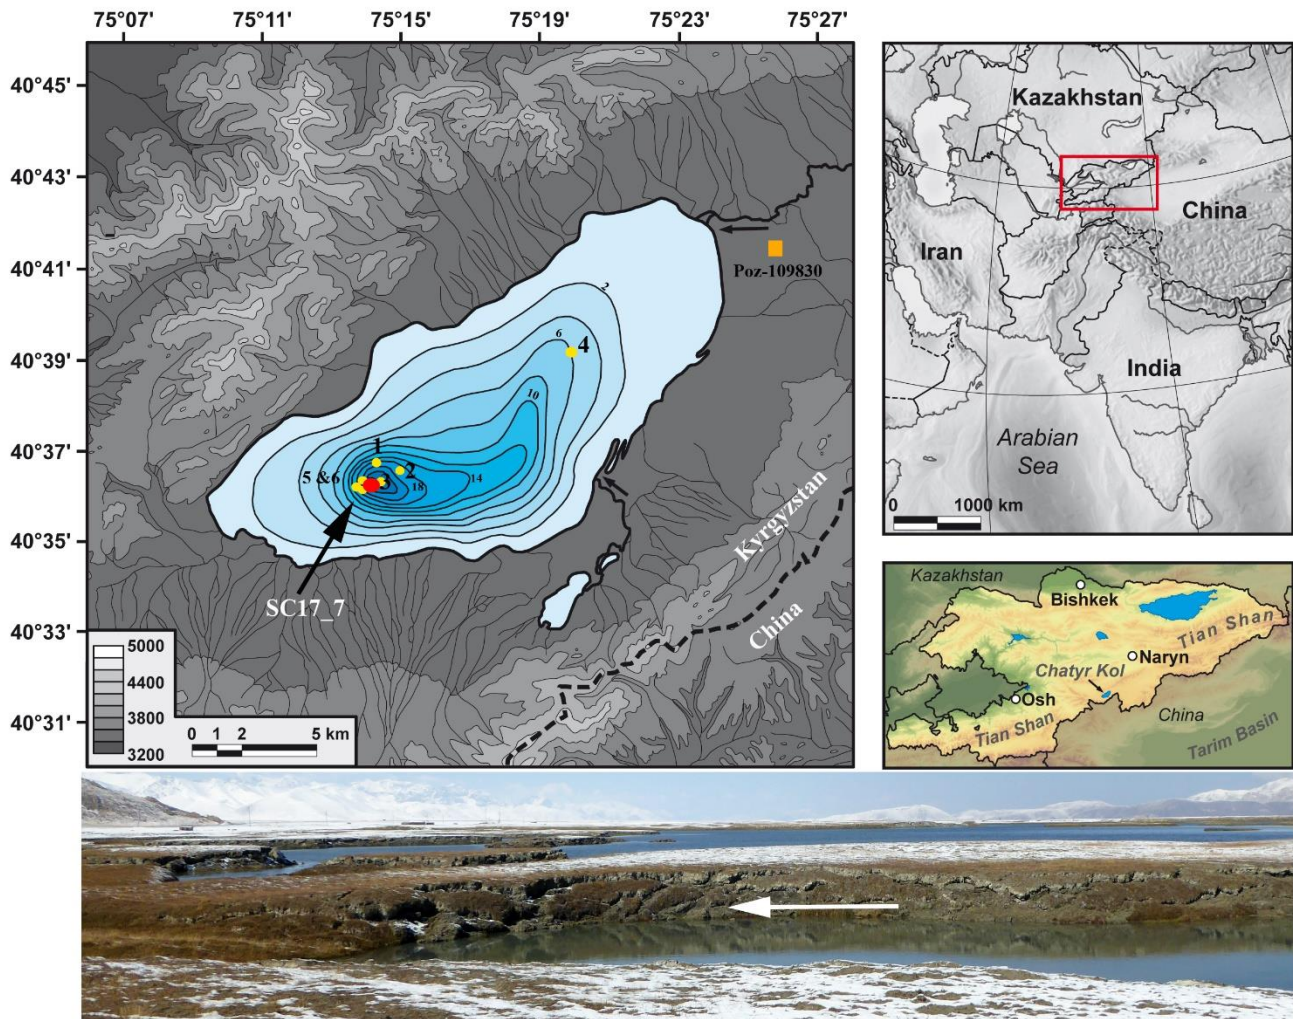 75°07' 75°11' 75°15' 75°19' 75°23' 75°27'
40°45'
40°43'
40°41'
40°39'
40°37'
40°35'
40°33'
40°31'
Poz-109830
2
6
4
10
1
2
5 &6
3
18
14
SC17_7
Kyrgyzstan
China
5000
4400
3800
3200
0 1 2 5 km
Kazakhstan
China
Iran
India
Arabian
Sea
0 1000 km
Kazakhstan
Bishkek
Tian Shan
Naryn
Chatyr Kol
Osh
China
Tian Shan
Tarim Basin